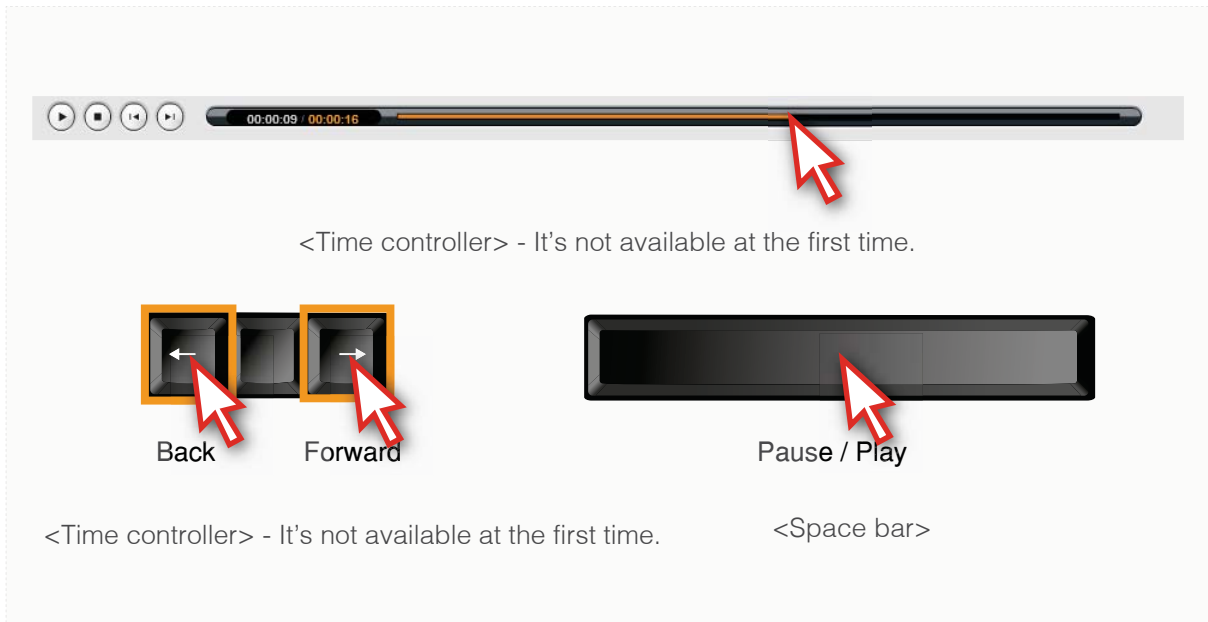 00:00:09 / 00:00:16
<Time controller> - It’s not available at the first time.
Back Forward
Pause / Play
<Time controller> - It’s not available at the first time.
<Space bar>